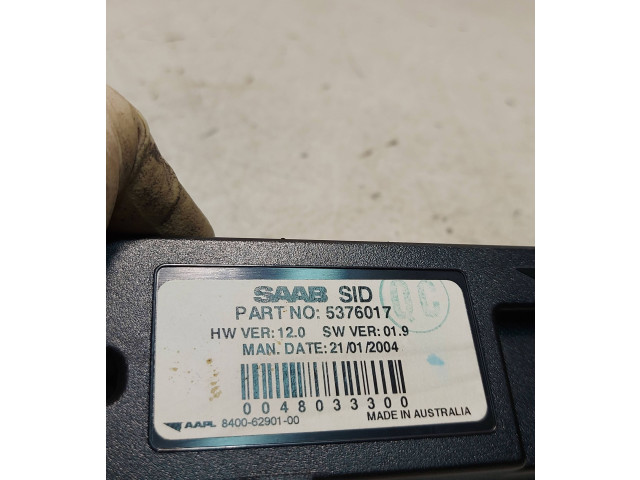 SAAB SID
PART NO: 5376017
QC
HW VER: 12.0 SW VER: 01.9
MAN. DATE: 21/01/2004
0048033300
AAPL 8400-62901-00 MADE IN AUSTRALIA